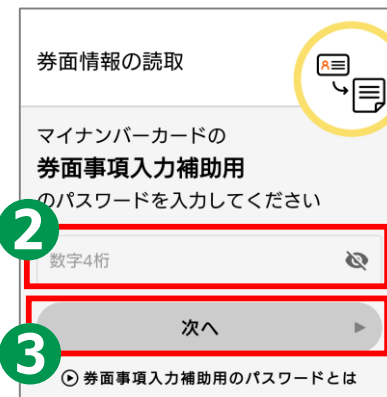 券面情報の読取
マイナンバーカードの
券面事項入力補助用
のパスワードを入力してください
2
数字4桁
3
次へ
券面事項入力補助用のパスワードとは